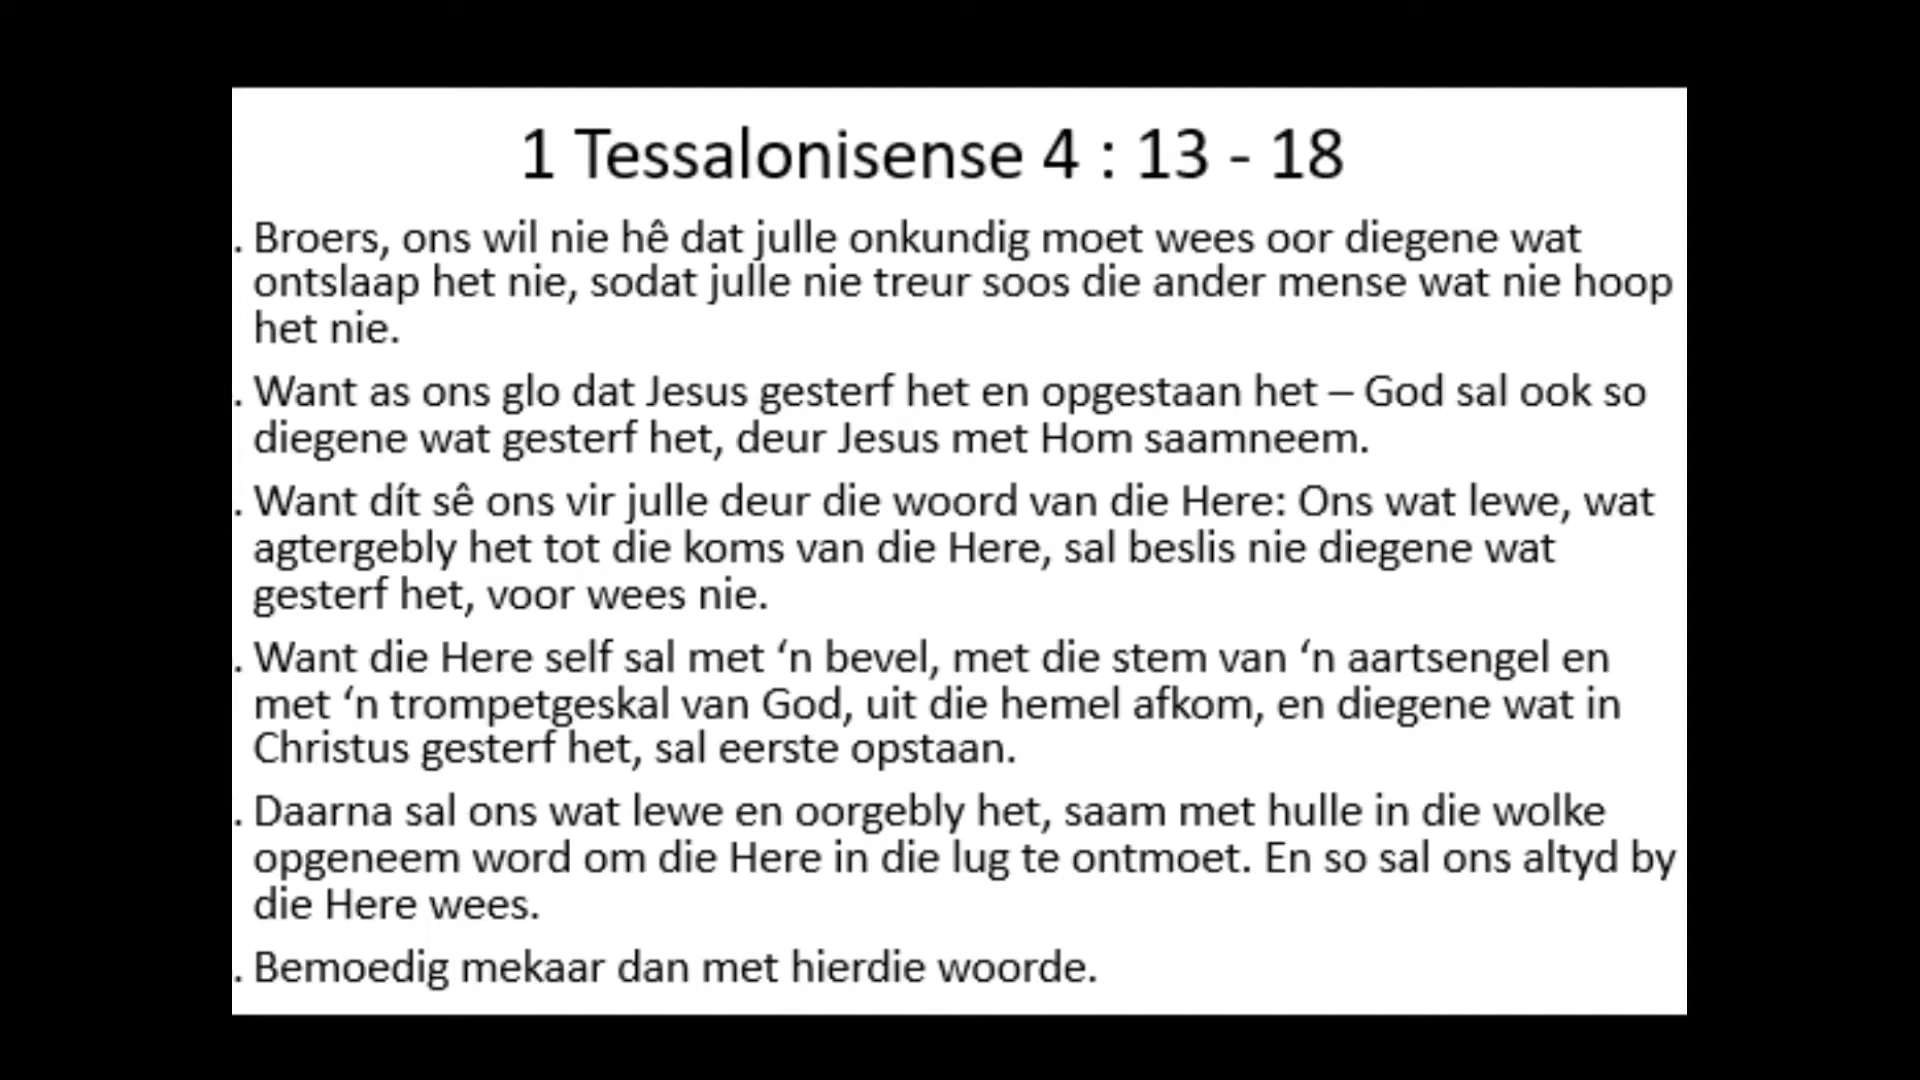 1 Tessalonisense 4 : 13 - 18
. Broers, ons wil nie hê dat julle onkundig moet wees oor diegene wat
ontslaap het nie, sodat julle nie treur soos die ander mense wat nie hoop
het nie.
. Want as ons glo dat Jesus gesterf het en opgestaan het – God sal ook so
diegene wat gesterf het, deur Jesus met Hom saamneem.
. Want dít sê ons vir julle deur die woord van die Here: Ons wat lewe, wat
agtergebly het tot die koms van die Here, sal beslis nie diegene wat
gesterf het, voor wees nie.
. Want die Here self sal met ‘n bevel, met die stem van ‘n aartsengel en
met ‘n trompetgeskal van God, uit die hemel afkom, en diegene wat in
Christus gesterf het, sal eerste opstaan.
. Daarna sal ons wat lewe en oorgebly het, saam met hulle in die wolke
opgeneem word om die Here in die lug te ontmoet. En so sal ons altyd by
die Here wees.
. Bemoedig mekaar dan met hierdie woorde.